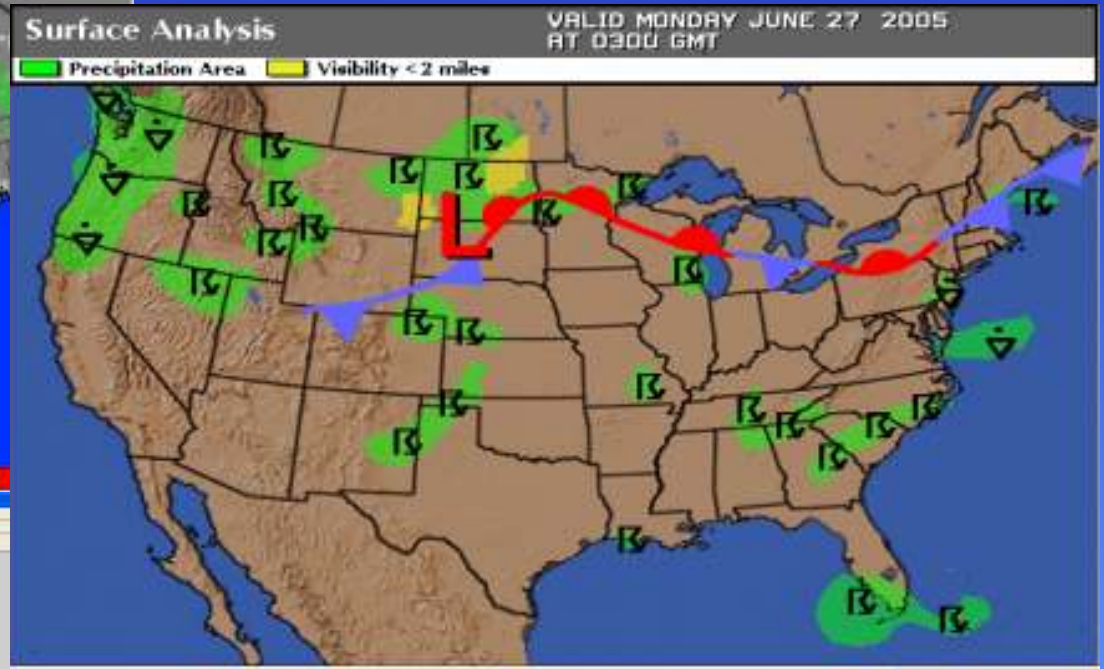 Surface Analysis
VALID MONDAY JUNE 27 2005
AT 0300 GMT
Precipitation Area
Visibility <2 miles
L